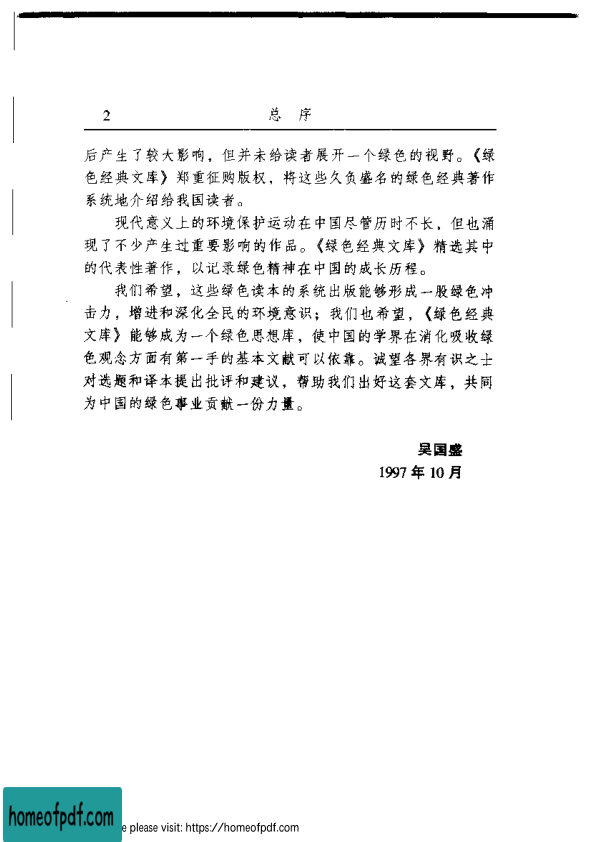 2
总 序
后产生了较大影响，但并未给读者展开一个绿色的视野。《绿
色经典文库》郑重征购版权，将这些久负盛名的绿色经典著作
系统地介绍给我国读者。
现代意义上的环境保护运动在中国尽管历时不长，但也涌
现了不少产生过重要影响的作品。《绿色经典文库》精选其中
的代表性著作，以记录绿色精神在中国的成长历程。
我们希望，这些绿色读本的系统出版能够形成一股绿色冲
击力，增进和深化全民的环境意识；我们也希望，《绿色经典
文库》能够成为一个绿色思想库，使中国的学界在消化吸收绿
色观念方面有第一手的基本文献可以依靠。诚望各界有识之士
对选题和译本提出批评和建议，帮助我们出好这套文库，共同
为中国的绿色事业贡献一份力量。
吴国盛
1997 年 10 月
homeofpdf.com
e please visit: https://homeofpdf.com